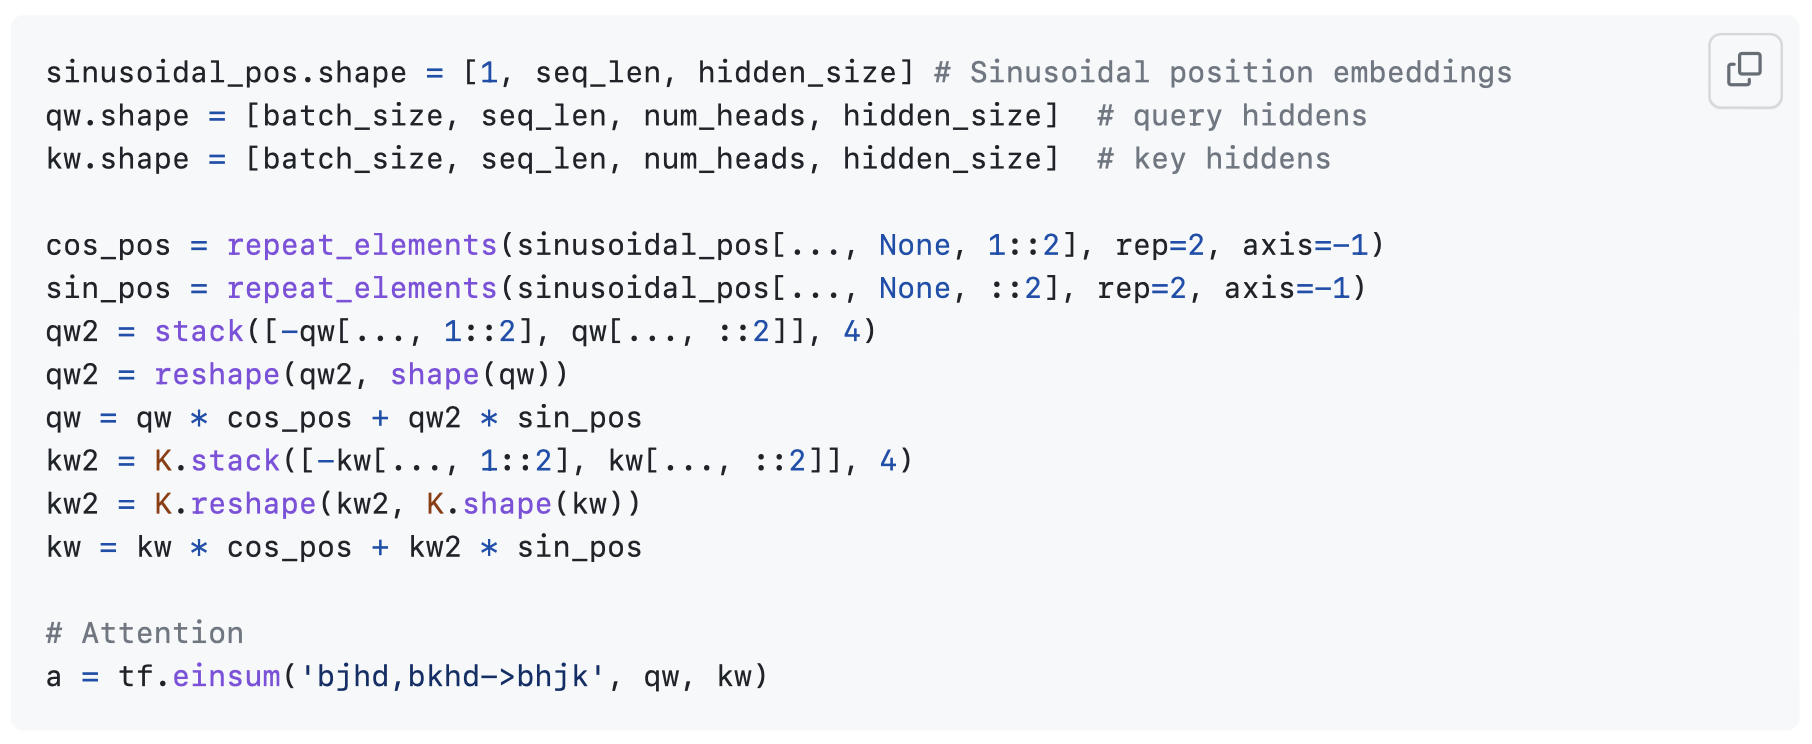 sinusoidal_pos.shape = [1, seq_len, hidden_size] # Sinusoidal position embeddings
qw.shape = [batch_size, seq_len, num_heads, hidden_size]  # query hiddens
kw.shape = [batch_size, seq_len, num_heads, hidden_size]  # key hiddens

cos_pos = repeat_elements(sinusoidal_pos[..., None, 1::2], rep=2, axis=-1)
sin_pos = repeat_elements(sinusoidal_pos[..., None, ::2], rep=2, axis=-1)
qw2 = stack([-qw[..., 1::2], qw[..., ::2]], 4)
qw2 = reshape(qw2, shape(qw))
qw = qw * cos_pos + qw2 * sin_pos
kw2 = K.stack([-kw[..., 1::2], kw[..., ::2]], 4)
kw2 = K.reshape(kw2, K.shape(kw))
kw = kw * cos_pos + kw2 * sin_pos

# Attention
a = tf.einsum('bjhd,bkhd->bhjk', qw, kw)